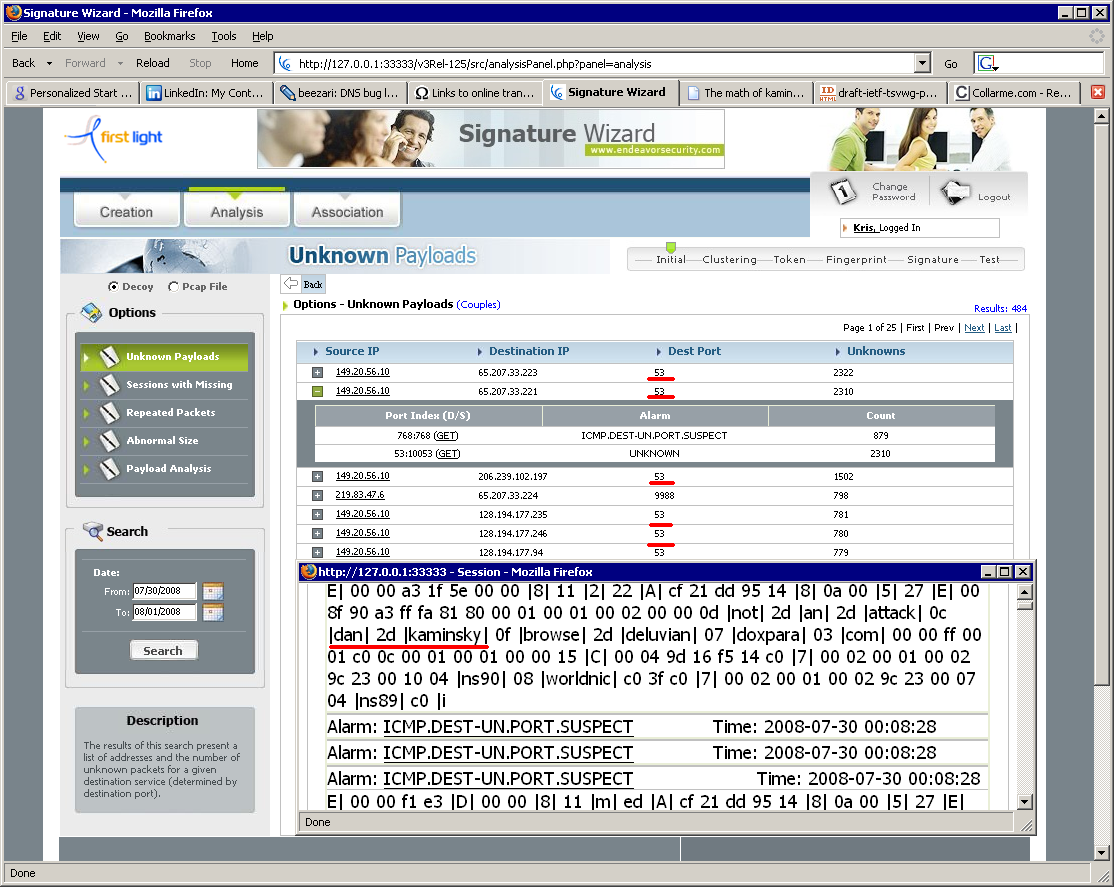 Signature Wizard - Mozilla Firefox
File Edit View Go Bookmarks Tools Help
Back Forward Reload Stop Home http://127.0.0.1:33333/v3Rel-125/src/analysisPanel.php?panel=analysis Go
Personalized Start ... LinkedIn: My Cont... beezari: DNS bug l... Links to online tran... Signature Wizard The math of kamin... draft-ietf-tsvwg-p... Collarme.com - Re...
first light
Signature Wizard
www.endeavorsecurity.com
Creation Analysis Association
Change Password Logout
Kris, Logged In
Unknown Payloads
Initial Clustering Token Fingerprint Signature Test
Decoy Pcap File
Back
Options
Options - Unknown Payloads (Couples)
Results: 484
Page 1 of 25 | First | Prev | Next | Last |
Unknown Payloads
Sessions with Missing
Repeated Packets
Abnormal Size
Payload Analysis
Source IP Destination IP Dest Port Unknowns
149.20.56.10 65.207.33.223 53 2322
149.20.56.10 65.207.33.221 53 2310
Port Index (D/S) Alarm Count
768:768 (GET) ICMP.DEST-UN.PORT.SUSPECT 879
53:10053 (GET) UNKNOWN 2310
149.20.56.10 206.239.102.197 53 1502
219.83.47.6 65.207.33.224 9988 798
149.20.56.10 128.194.177.235 53 781
149.20.56.10 128.194.177.246 53 780
149.20.56.10 128.194.177.94 53 779
Search
Date:
From: 07/30/2008
To: 08/01/2008
Search
Description
The results of this search present a
list of addresses and the number of
unknown packets for a given
destination service (determined by
destination port).
http://127.0.0.1:33333 - Session - Mozilla Firefox
E| 00 00 a3 1f 5e 00 00 |8| 11 |2| 22 |A| cf 21 dd 95 14 |8| 0a 00 |5| 27 |E| 00
8f 90 a3 ff fa 81 80 00 01 00 01 00 02 00 00 0d |not| 2d |an| 2d |attack| 0c
|dan| 2d |kaminsky| 0f |browse| 2d |deluvian| 07 |doxpara| 03 |com| 00 00 ff 00
01 c0 0c 00 01 00 01 00 00 15 |C| 00 04 9d 16 f5 14 c0 |7| 00 02 00 01 00 02
9c 23 00 10 04 |ns90| 08 |worldnic| c0 3f c0 |7| 00 02 00 01 00 02 9c 23 00 07
04 |ns89| c0 |i
Alarm: ICMP.DEST-UN.PORT.SUSPECT Time: 2008-07-30 00:08:28
Alarm: ICMP.DEST-UN.PORT.SUSPECT Time: 2008-07-30 00:08:28
Alarm: ICMP.DEST-UN.PORT.SUSPECT Time: 2008-07-30 00:08:28
E| 00 00 f1 e3 |D| 00 00 |8| 11 |m| ed |A| cf 21 dd 95 14 |8| 0a 00 |5| 27 |E|
Done
Done